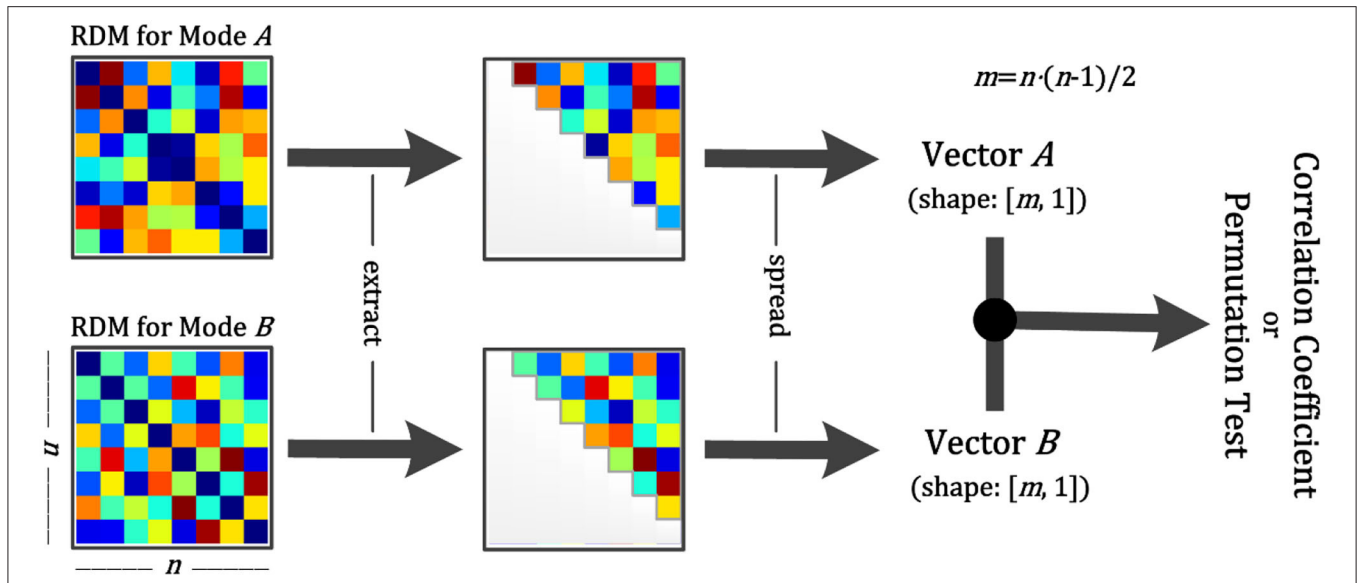 RDM for Mode A
m=n·(n-1)/2
Vector A
(shape: [m, 1])
extract
spread
Correlation Coefficient
or
Permutation Test
RDM for Mode B
n
n
Vector B
(shape: [m, 1])